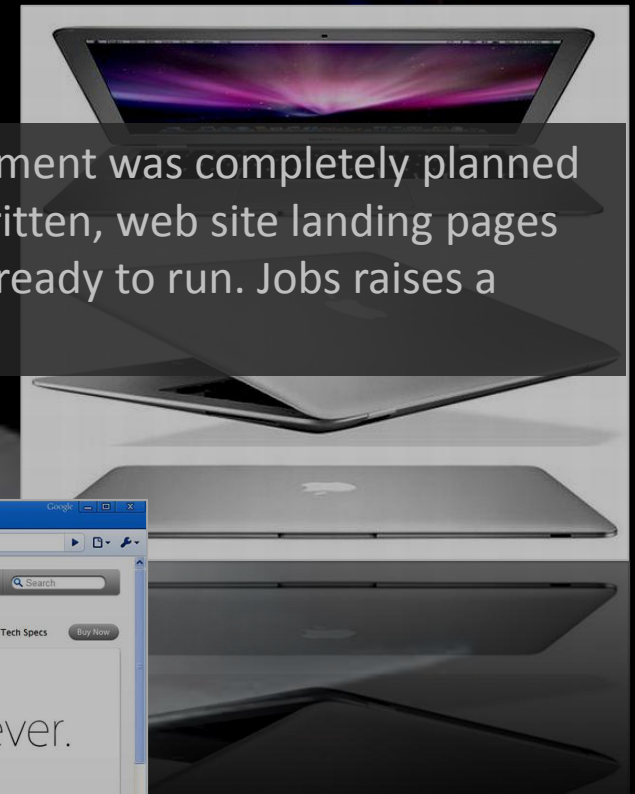 ment was completely planned
ritten, web site landing pages
ready to run. Jobs raises a
Google
Search
Tech Specs
Buy Now
ever.